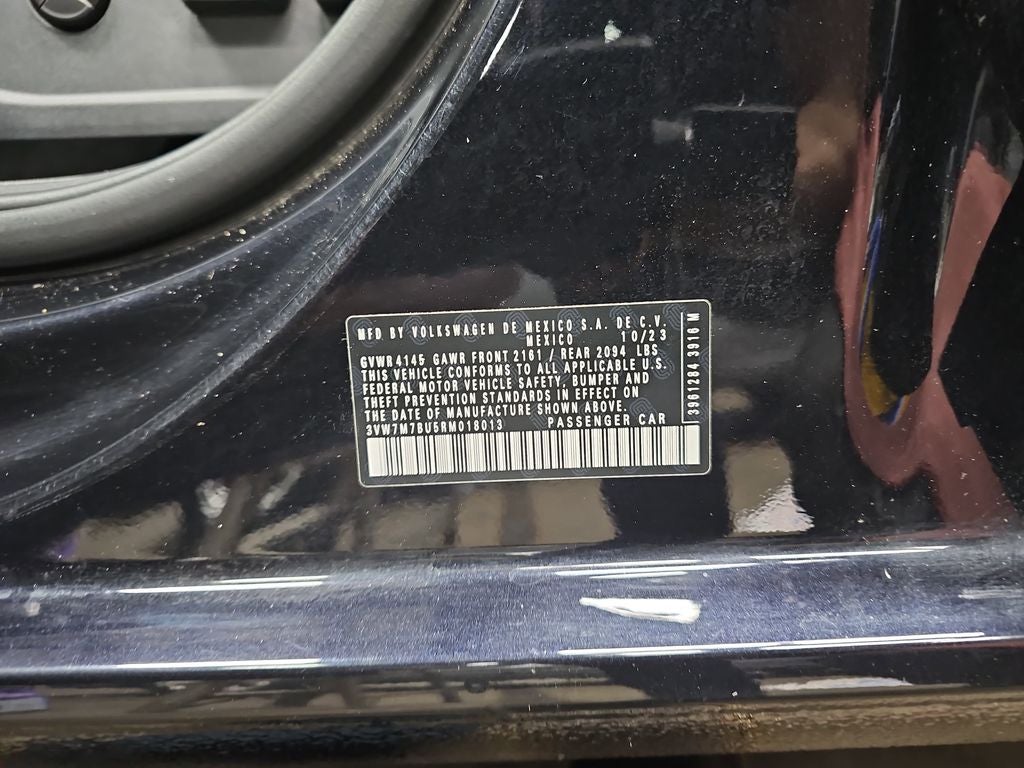 MFD BY VOLKSWAGEN DE MEXICO S.A. DE C.V.
MEXICO 10/23
GVWR 4145 GAWR FRONT 2161 / REAR 2094 LBS
THIS VEHICLE CONFORMS TO ALL APPLICABLE U.S.
FEDERAL MOTOR VEHICLE SAFETY, BUMPER AND
THEFT PREVENTION STANDARDS IN EFFECT ON
THE DATE OF MANUFACTURE SHOWN ABOVE.
3VW7M7BU5RM018013 PASSENGER CAR
3961284 3916 M